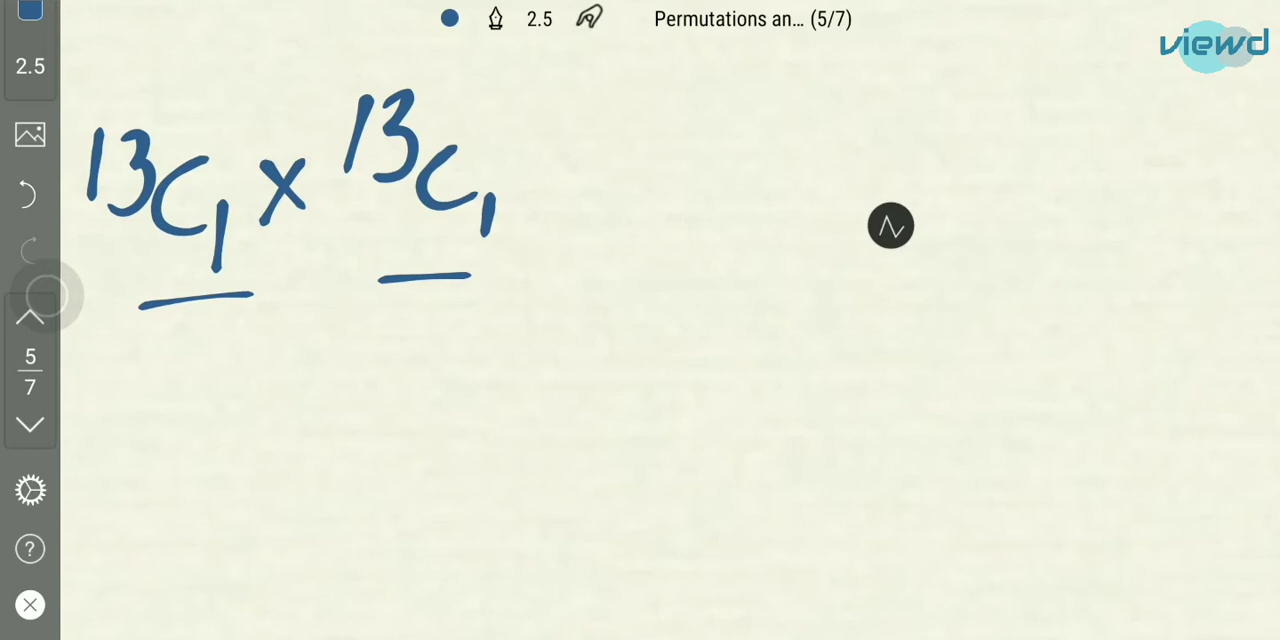 2.5 Permutations an... (5/7)
viewd
2.5
¹³C₁ × ¹³C₁
5
7
?